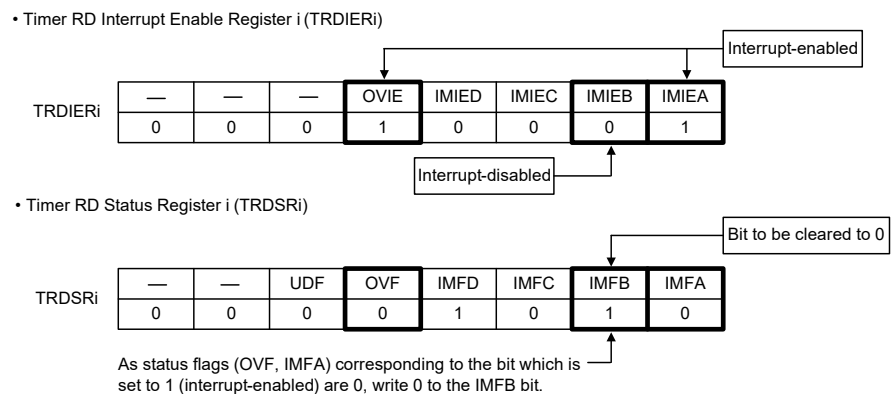 • Timer RD Interrupt Enable Register i (TRDIERi)
Interrupt-enabled
TRDIERi
— — — OVIE IMIED IMIEC IMIEB IMIEA
0 0 0 1 0 0 0 1
Interrupt-disabled
• Timer RD Status Register i (TRDSRi)
Bit to be cleared to 0
TRDSRi
— — UDF OVF IMFD IMFC IMFB IMFA
0 0 0 0 1 0 1 0
As status flags (OVF, IMFA) corresponding to the bit which is
set to 1 (interrupt-enabled) are 0, write 0 to the IMFB bit.